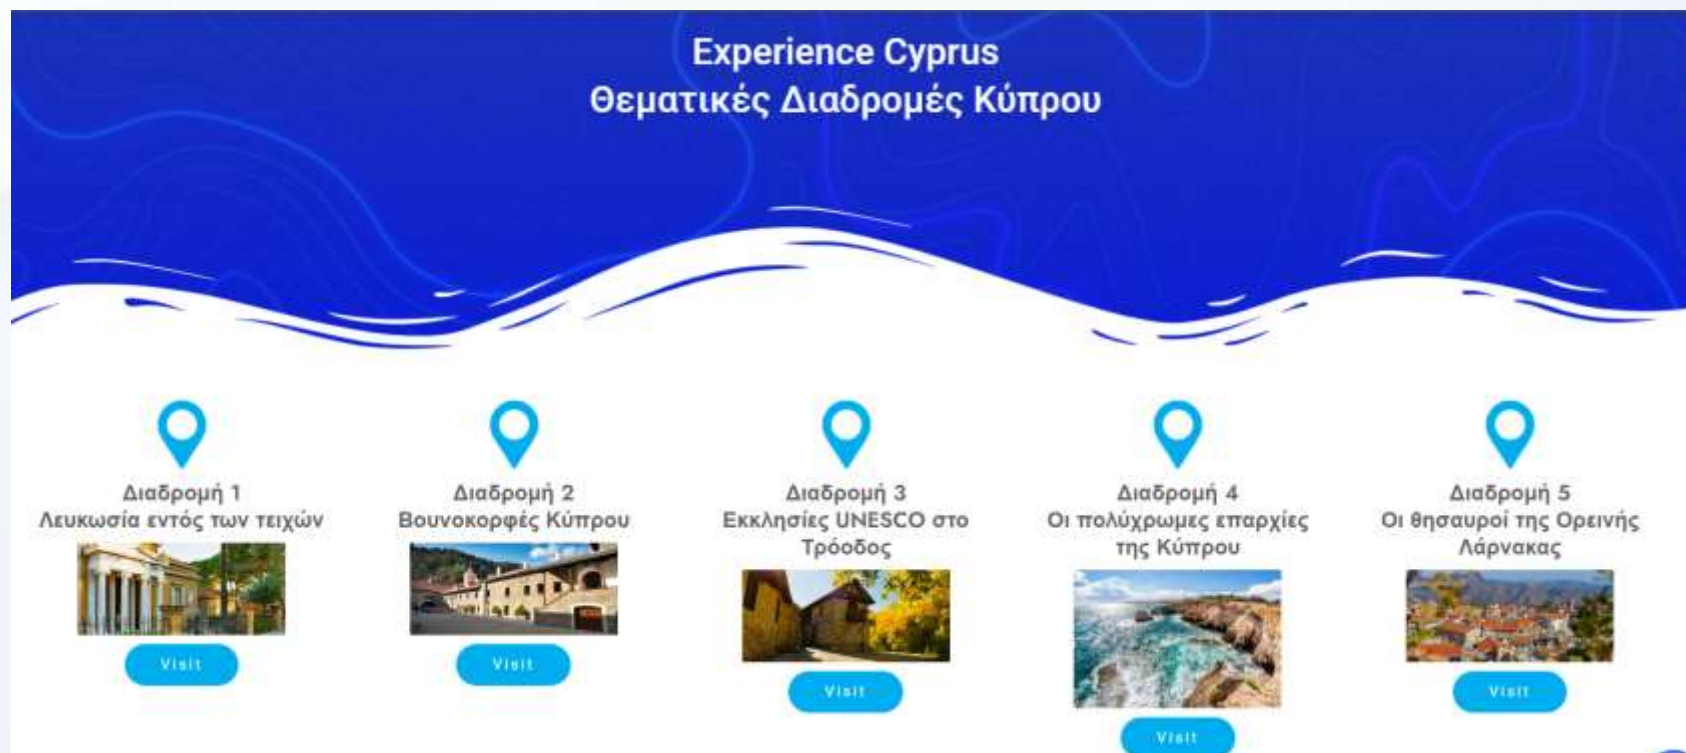 Experience Cyprus
Θεματικές Διαδρομές Κύπρου
Διαδρομή 1
Λευκωσία εντός των τειχών
Visit
Διαδρομή 2
Βουνοκορφές Κύπρου
Visit
Διαδρομή 3
Εκκλησίες UNESCO στο
Τρόοδος
Visit
Διαδρομή 4
Οι πολύχρωμες επαρχίες
της Κύπρου
Visit
Διαδρομή 5
Οι θησαυροί της Ορεινής
Λάρνακας
Visit